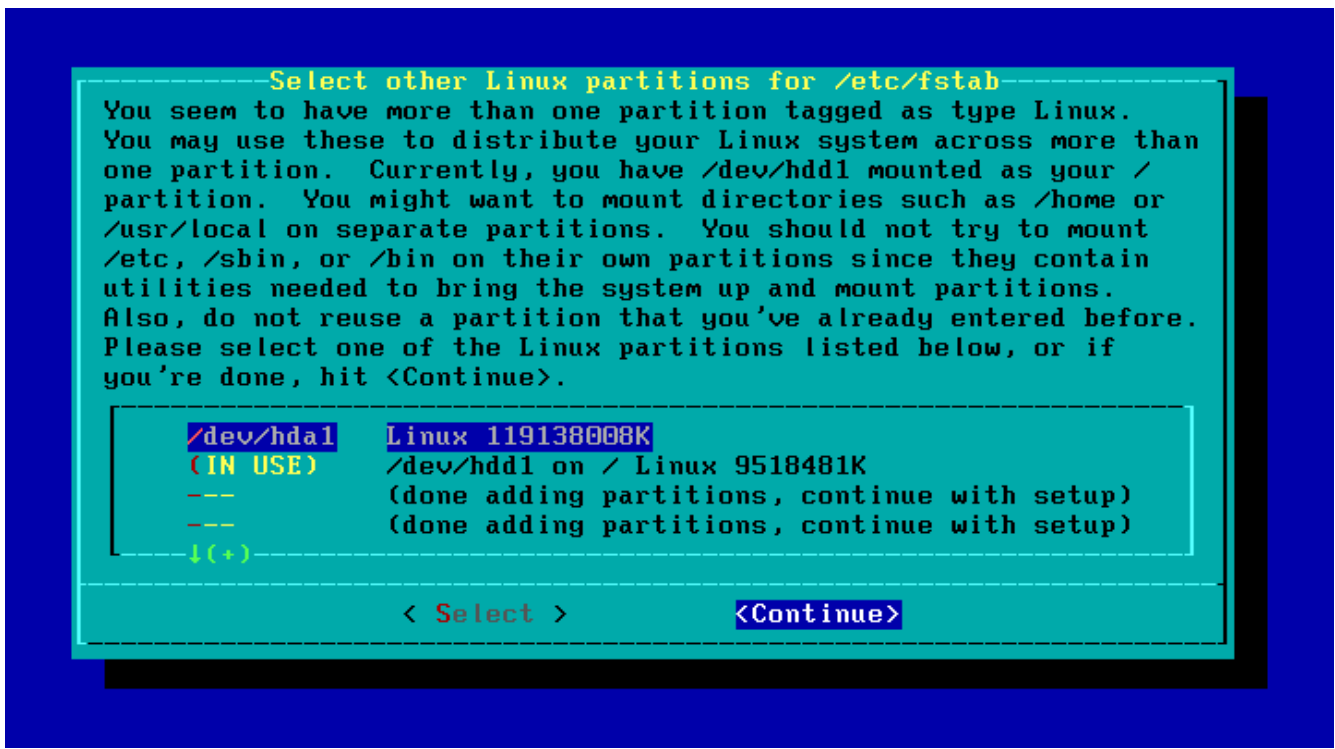 Select other Linux partitions for /etc/fstab
You seem to have more than one partition tagged as type Linux.
You may use these to distribute your Linux system across more than
one partition.  Currently, you have /dev/hdd1 mounted as your /
partition.  You might want to mount directories such as /home or
/usr/local on separate partitions.  You should not try to mount
/etc, /sbin, or /bin on their own partitions since they contain
utilities needed to bring the system up and mount partitions.
Also, do not reuse a partition that you've already entered before.
Please select one of the Linux partitions listed below, or if
you're done, hit <Continue>.
/dev/hda1   Linux 119138008K
(IN USE)    /dev/hdd1 on / Linux 9518481K
---         (done adding partitions, continue with setup)
---         (done adding partitions, continue with setup)
↓(+)
< Select >          <Continue>